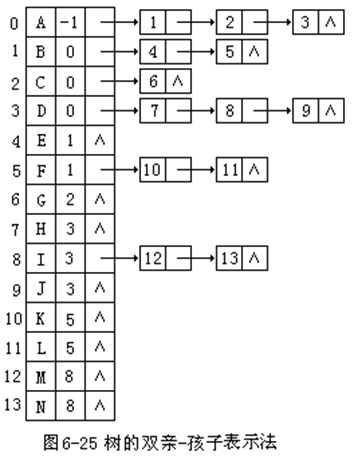 0 A -1 1 2 3 ∧
1 B 0 4 5 ∧
2 C 0 6 ∧
3 D 0 7 8 9 ∧
4 E 1 ∧
5 F 1 10 11 ∧
6 G 2 ∧
7 H 3 ∧
8 I 3 12 13 ∧
9 J 3 ∧
10 K 5 ∧
11 L 5 ∧
12 M 8 ∧
13 N 8 ∧
图6-25 树的双亲-孩子表示法